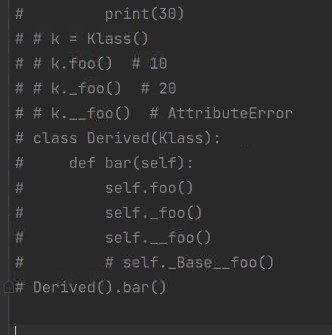 #         print(30)
# # k = Klass()
# # k.foo()  # 10
# # k._foo()  # 20
# # k.__foo()  # AttributeError
# class Derived(Klass):
#     def bar(self):
#         self.foo()
#         self._foo()
#         self.__foo()
#         # self._Base__foo()
# Derived().bar()